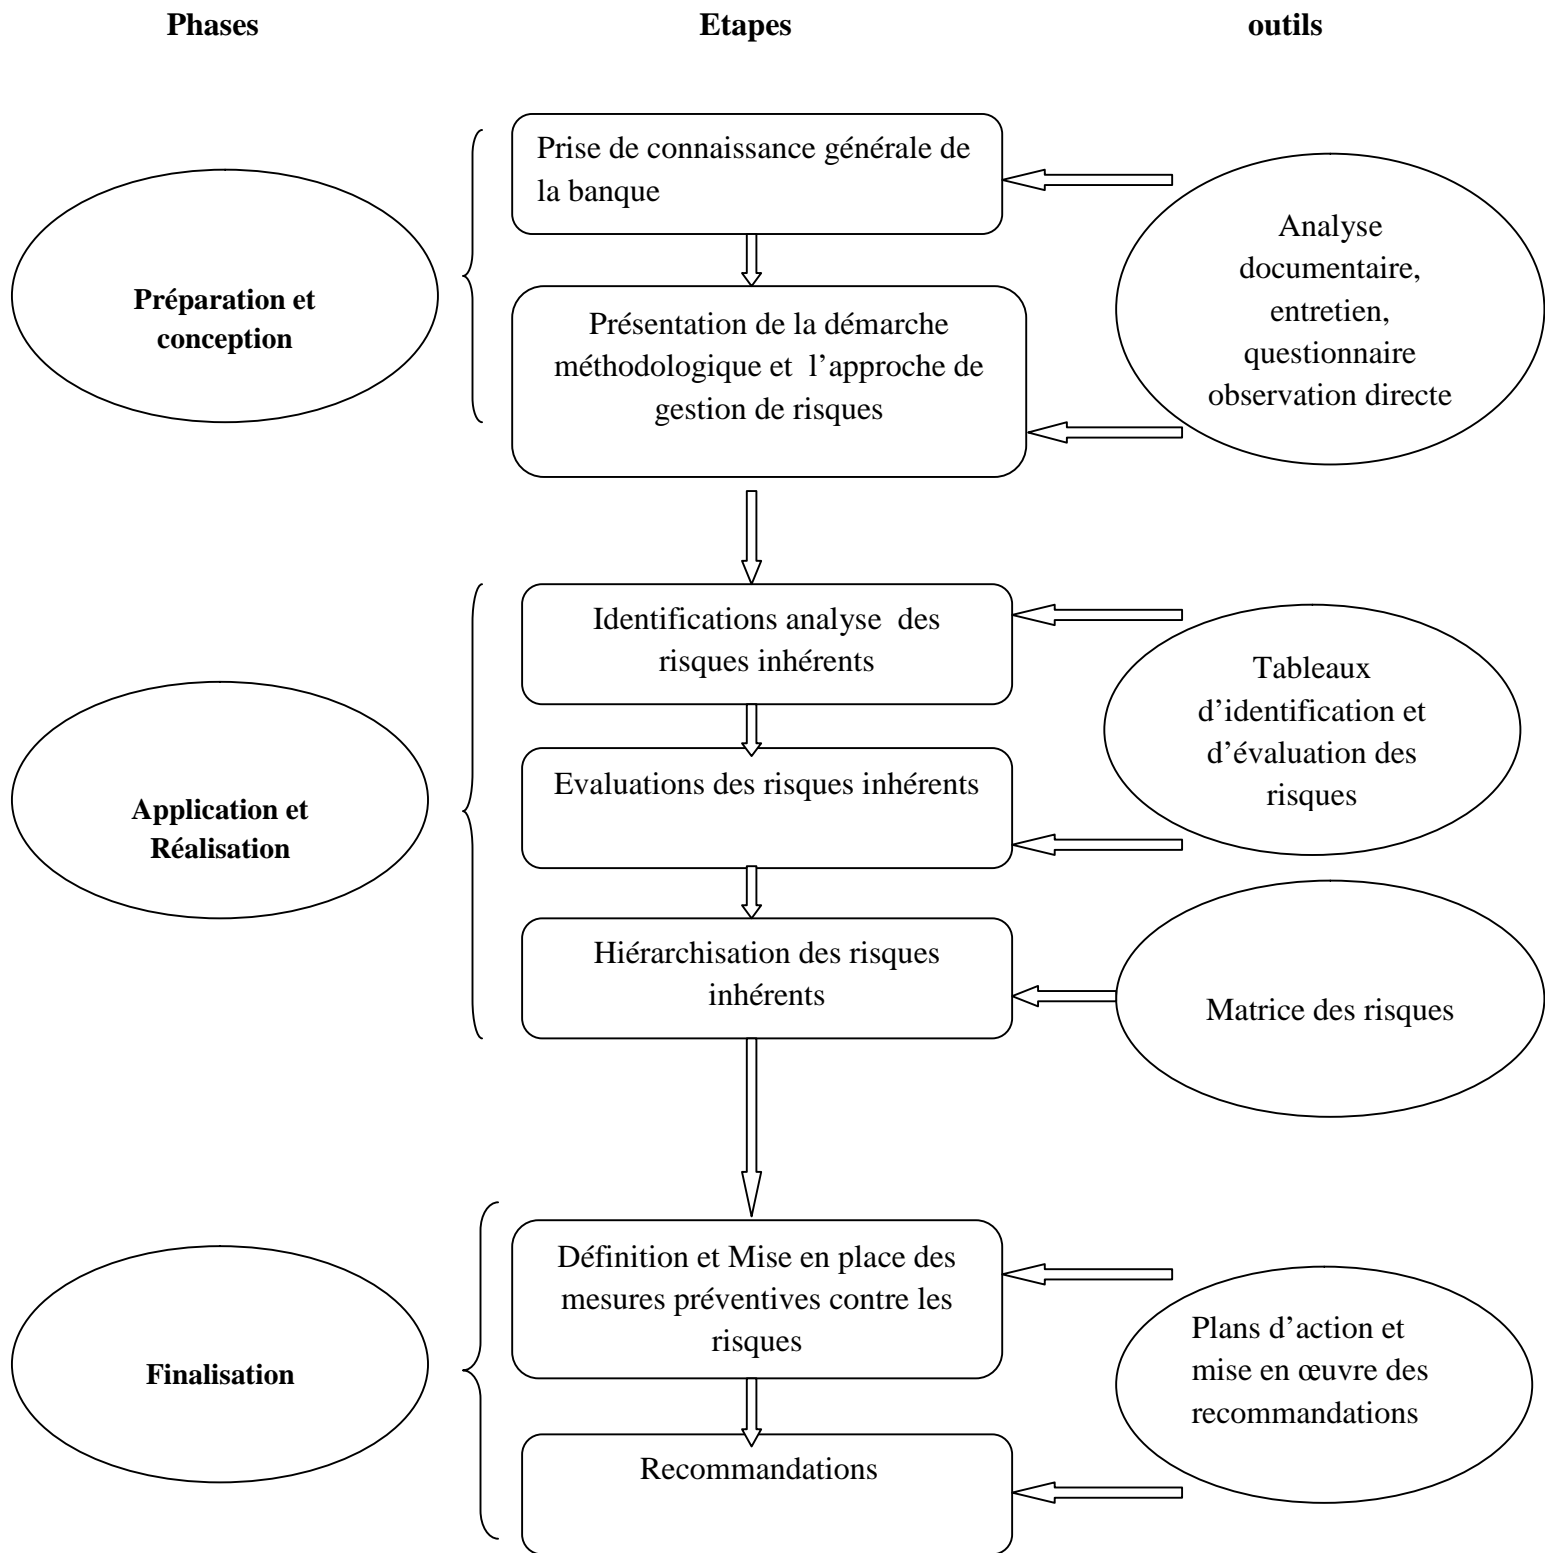 Phases Etapes outils
Prise de connaissance générale de
la banque
Préparation et
conception
Présentation de la démarche
méthodologique et l’approche de
gestion de risques
Analyse
documentaire,
entretien,
questionnaire
observation directe
Application et
Réalisation
Identifications analyse des
risques inhérents
Evaluations des risques inhérents
Hiérarchisation des risques
inhérents
Tableaux
d’identification et
d’évaluation des
risques
Matrice des risques
Finalisation
Définition et Mise en place des
mesures préventives contre les
risques
Recommandations
Plans d’action et
mise en œuvre des
recommandations